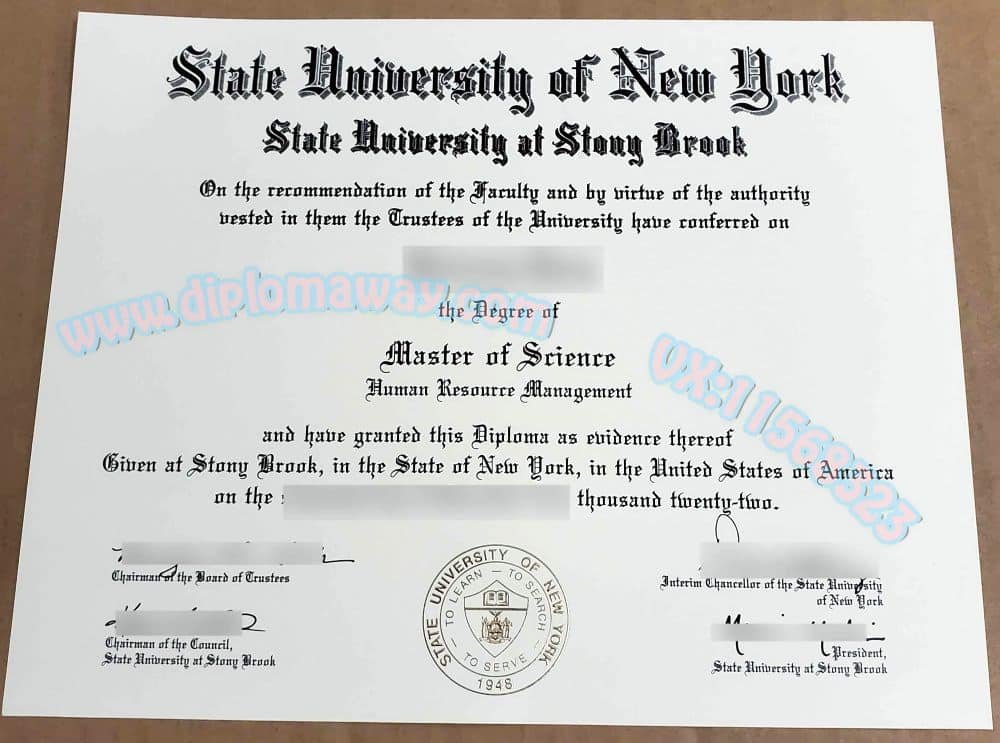 State University of New York
State University at Stony Brook
On the recommendation of the Faculty and by virtue of the authority
vested in them the Trustees of the University have conferred on
www.diplomaway.com
the Degree of
Master of Science
Human Resource Management
VX:11569323
and have granted this Diploma as evidence thereof
Given at Stony Brook, in the State of New York, in the United States of America
on the
thousand twenty-two.
Chairman of the Board of Trustees
Interim Chancellor of the State University
of New York
Chairman of the Council,
State University at Stony Brook
President,
State University at Stony Brook
STATE UNIVERSITY OF NEW YORK
TO LEARN — TO SEARCH
TO SERVE
1948